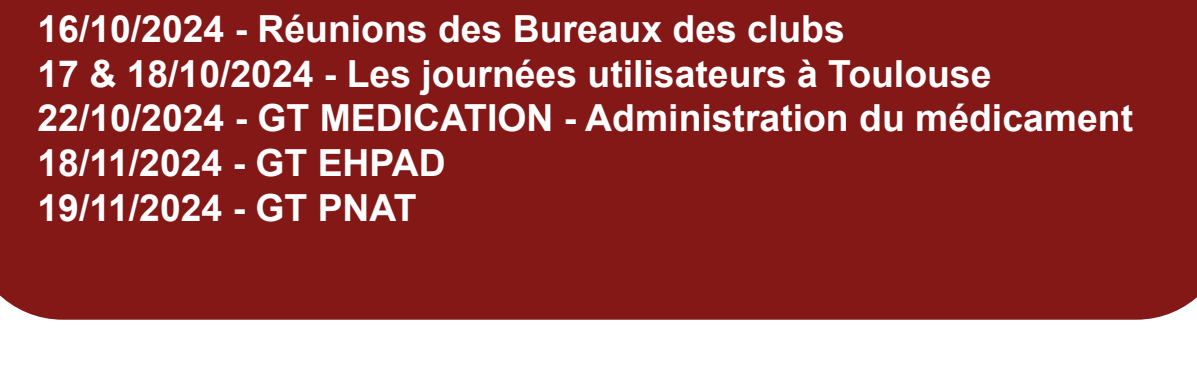 16/10/2024 - Réunions des Bureaux des clubs
17 & 18/10/2024 - Les journées utilisateurs à Toulouse
22/10/2024 - GT MEDICATION - Administration du médicament
18/11/2024 - GT EHPAD
19/11/2024 - GT PNAT